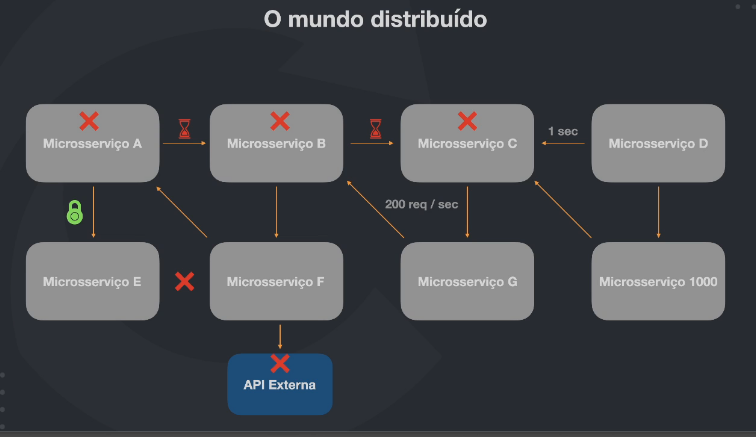 O mundo distribuído
Microsserviço A
Microsserviço B
Microsserviço C
1 sec
Microsserviço D
200 req / sec
Microsserviço E
Microsserviço F
Microsserviço G
Microsserviço 1000
API Externa